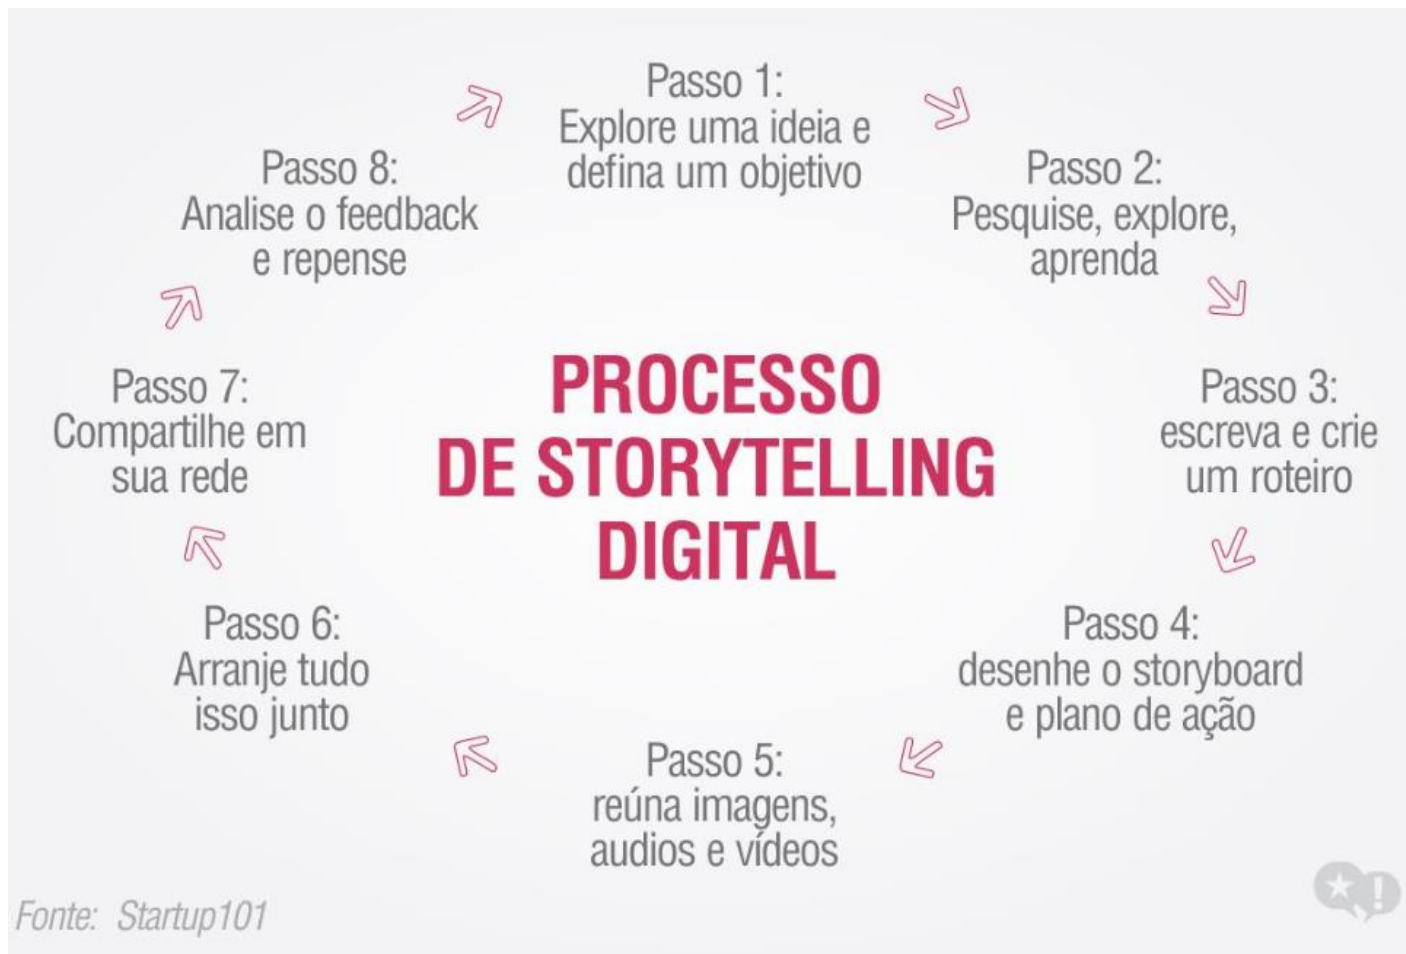 Passo 1:
Explore uma ideia e
defina um objetivo
Passo 2:
Pesquise, explore,
aprenda
Passo 3:
escreva e crie
um roteiro
Passo 4:
desenhe o storyboard
e plano de ação
Passo 5:
reúna imagens,
audios e vídeos
Passo 6:
Arranje tudo
isso junto
Passo 7:
Compartilhe em
sua rede
Passo 8:
Analise o feedback
e repense
PROCESSO
DE STORYTELLING
DIGITAL
Fonte: Startup101